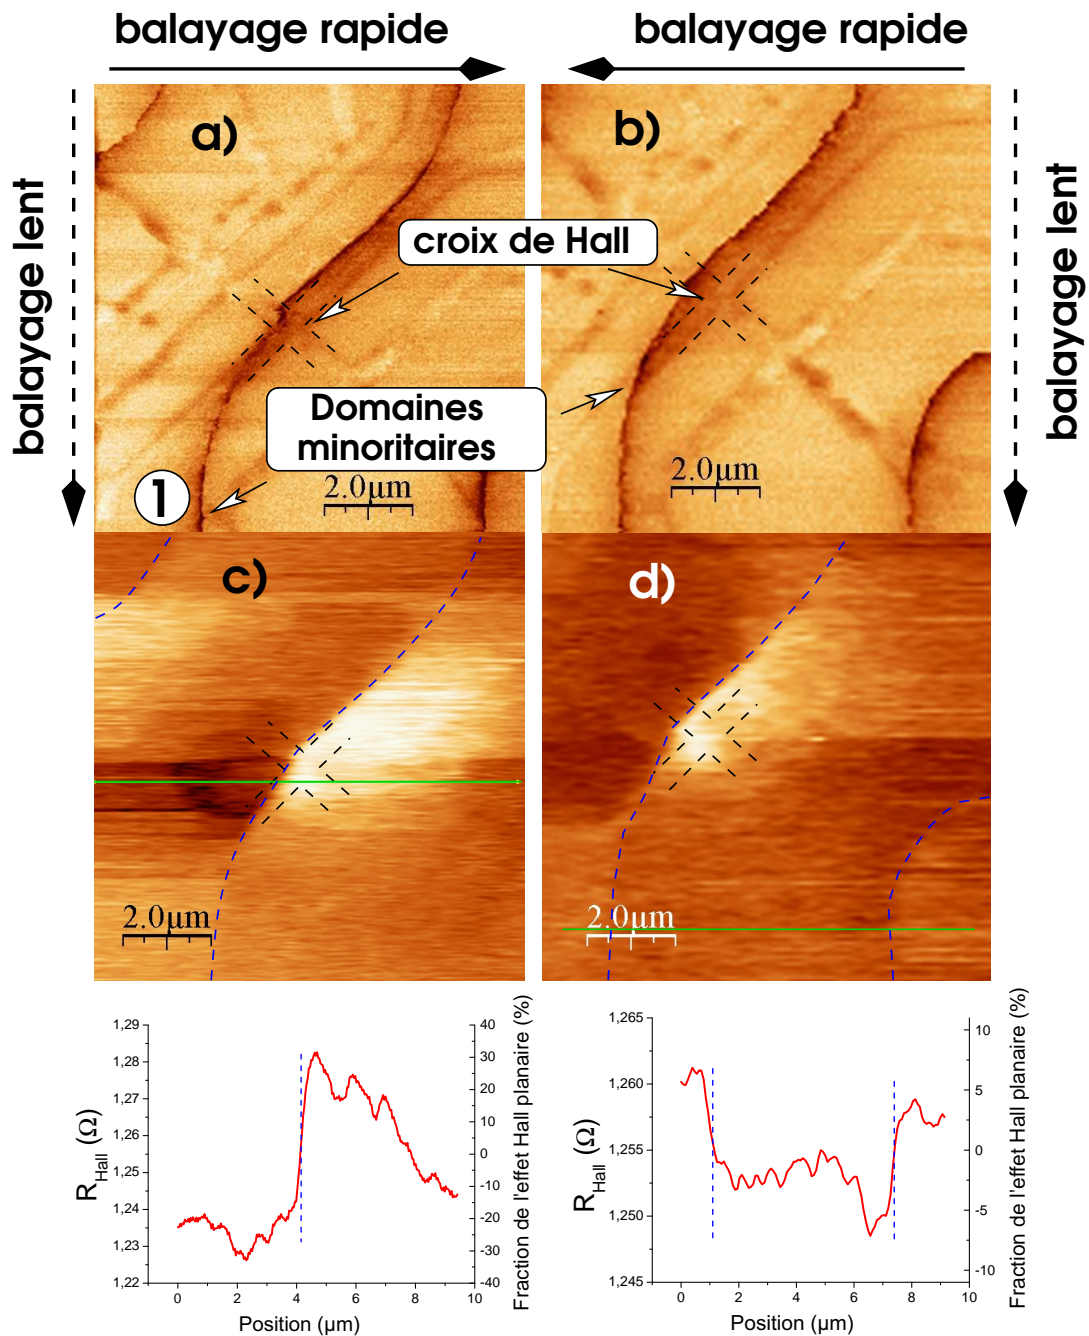 balayage rapide
balayage rapide
balayage lent
balayage lent
a)
b)
croix de Hall
Domaines
minoritaires
1
2.0µm
2.0µm
c)
d)
2.0µm
2.0µm
1,29
1,28
1,27
1,26
1,25
1,24
1,23
1,22
R Hall (Ω)
40
30
20
10
0
-10
-20
-30
-40
Fraction de l'effet Hall planaire (%)
0
2
4
6
8
10
Position (µm)
1,265
1,260
1,255
1,250
1,245
R Hall (Ω)
10
5
0
-5
-10
Fraction de l'effet Hall planaire (%)
0
2
4
6
8
10
Position (µm)